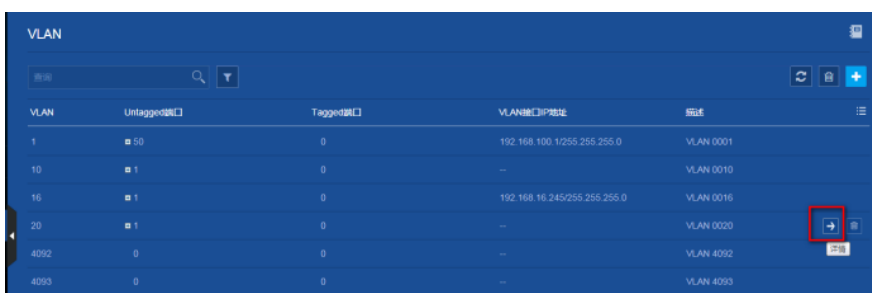 VLAN
查询
VLAN Untagged端口 Tagged端口 VLAN接口IP地址 描述
1 50 0 192.168.100.1/255.255.255.0 VLAN 0001
10 1 0 -- VLAN 0010
16 1 0 192.168.16.245/255.255.255.0 VLAN 0016
20 1 0 -- VLAN 0020
详情
4092 0 0 -- VLAN 4092
4093 0 0 -- VLAN 4093